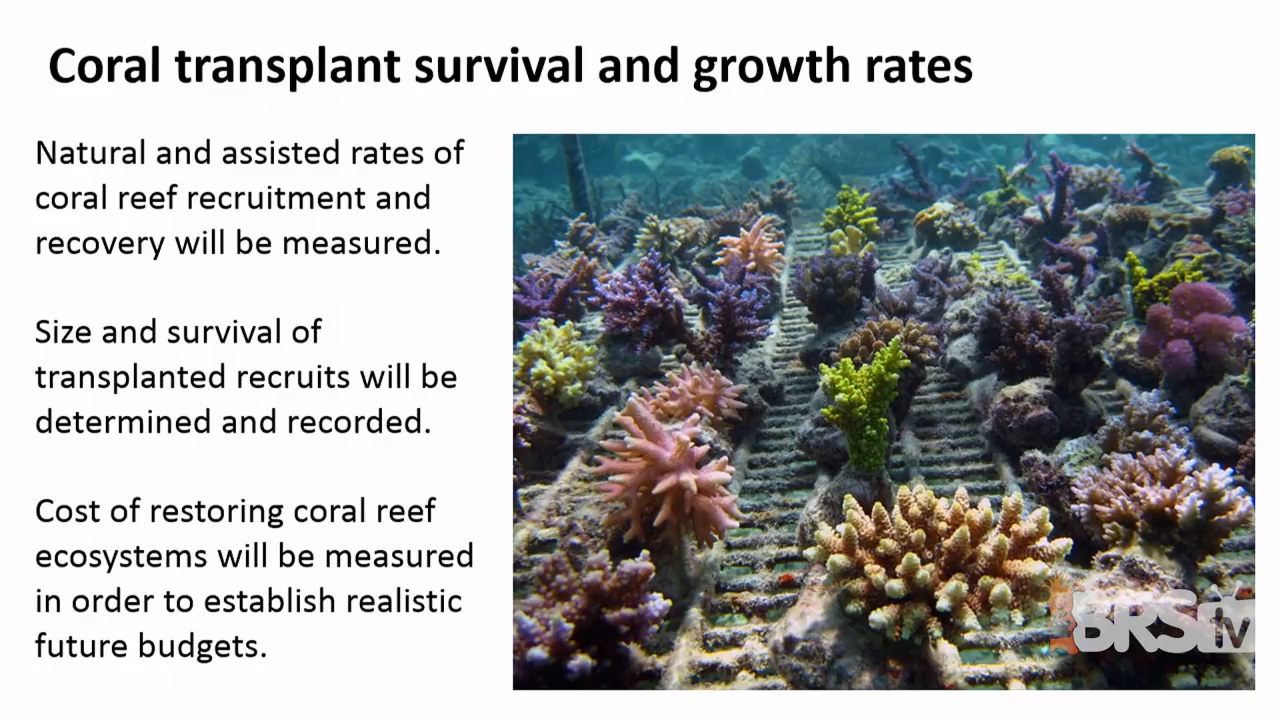 Coral transplant survival and growth rates
Natural and assisted rates of
coral reef recruitment and
recovery will be measured.
Size and survival of
transplanted recruits will be
determined and recorded.
Cost of restoring coral reef
ecosystems will be measured
in order to establish realistic
future budgets.
BRStv